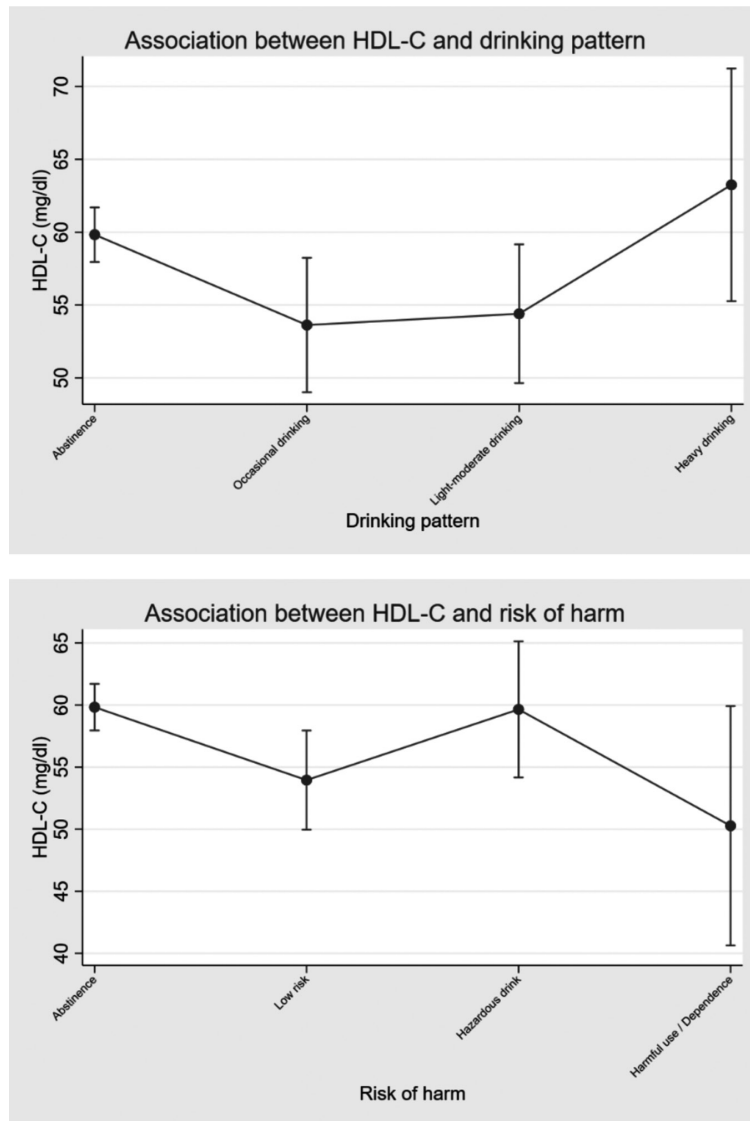 Association between HDL-C and drinking pattern
HDL-C (mg/dl)
70
65
60
55
50
Abstinence
Occasional drinking
Light-moderate drinking
Heavy drinking
Drinking pattern
Association between HDL-C and risk of harm
HDL-C (mg/dl)
65
60
55
50
45
40
Abstinence
Low risk
Hazardous drink
Harmful use / Dependence
Risk of harm